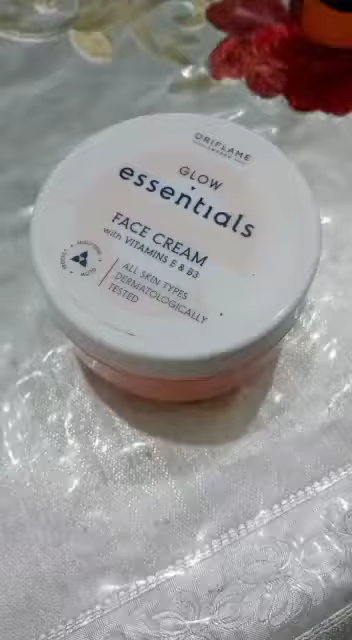 ORIFLAME
GLOW
essentials
FACE CREAM
with VITAMINS E & B3
ALL SKIN TYPES
DERMATOLOGICALLY
TESTED